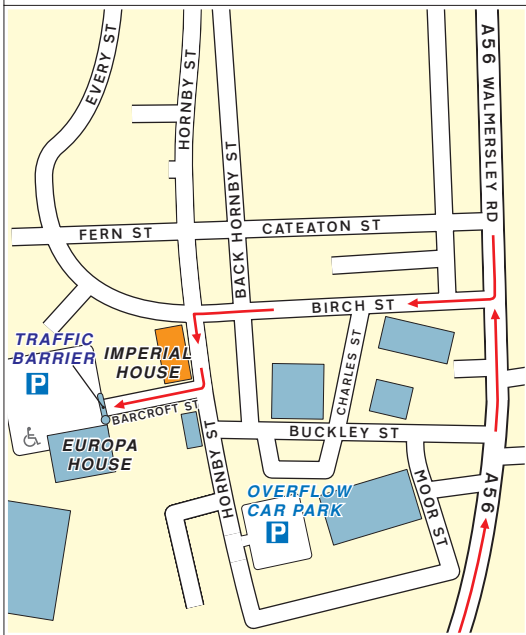 EVERY ST
HORNBY ST
A56 WALMERSLEY RD
BACK HORNBY ST
FERN ST
CATEATON ST
BIRCH ST
TRAFFIC
BARRIER
P
IMPERIAL
HOUSE
CHARLES ST
BARCROFT ST
EUROPA
HOUSE
BUCKLEY ST
HORNBY ST
OVERFLOW
CAR PARK
P
MOOR ST
A56